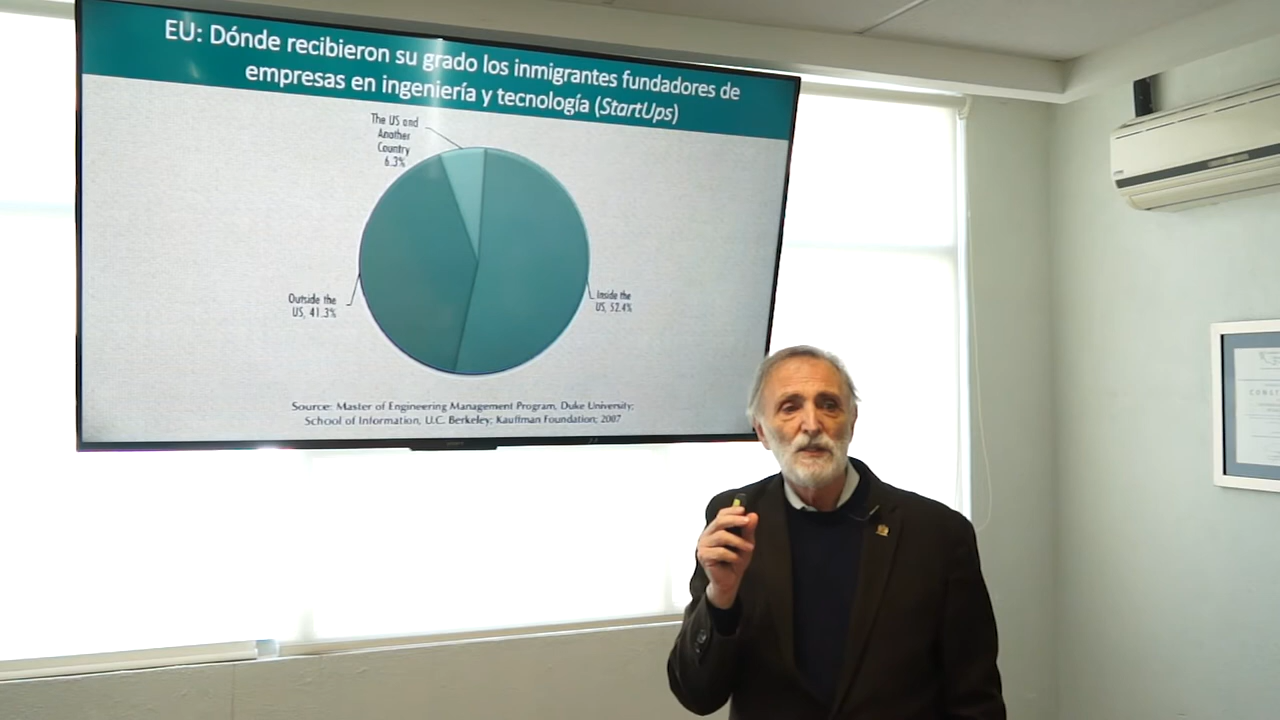 EU: Dónde recibieron su grado los inmigrantes fundadores de
empresas en ingeniería y tecnología (StartUps)
The US and
Another
Country
6.3%
Outside the
US, 41.3%
Inside the
US, 52.4%
Source: Master of Engineering Management Program, Duke University;
School of Information, U.C. Berkeley; Kauffman Foundation; 2007